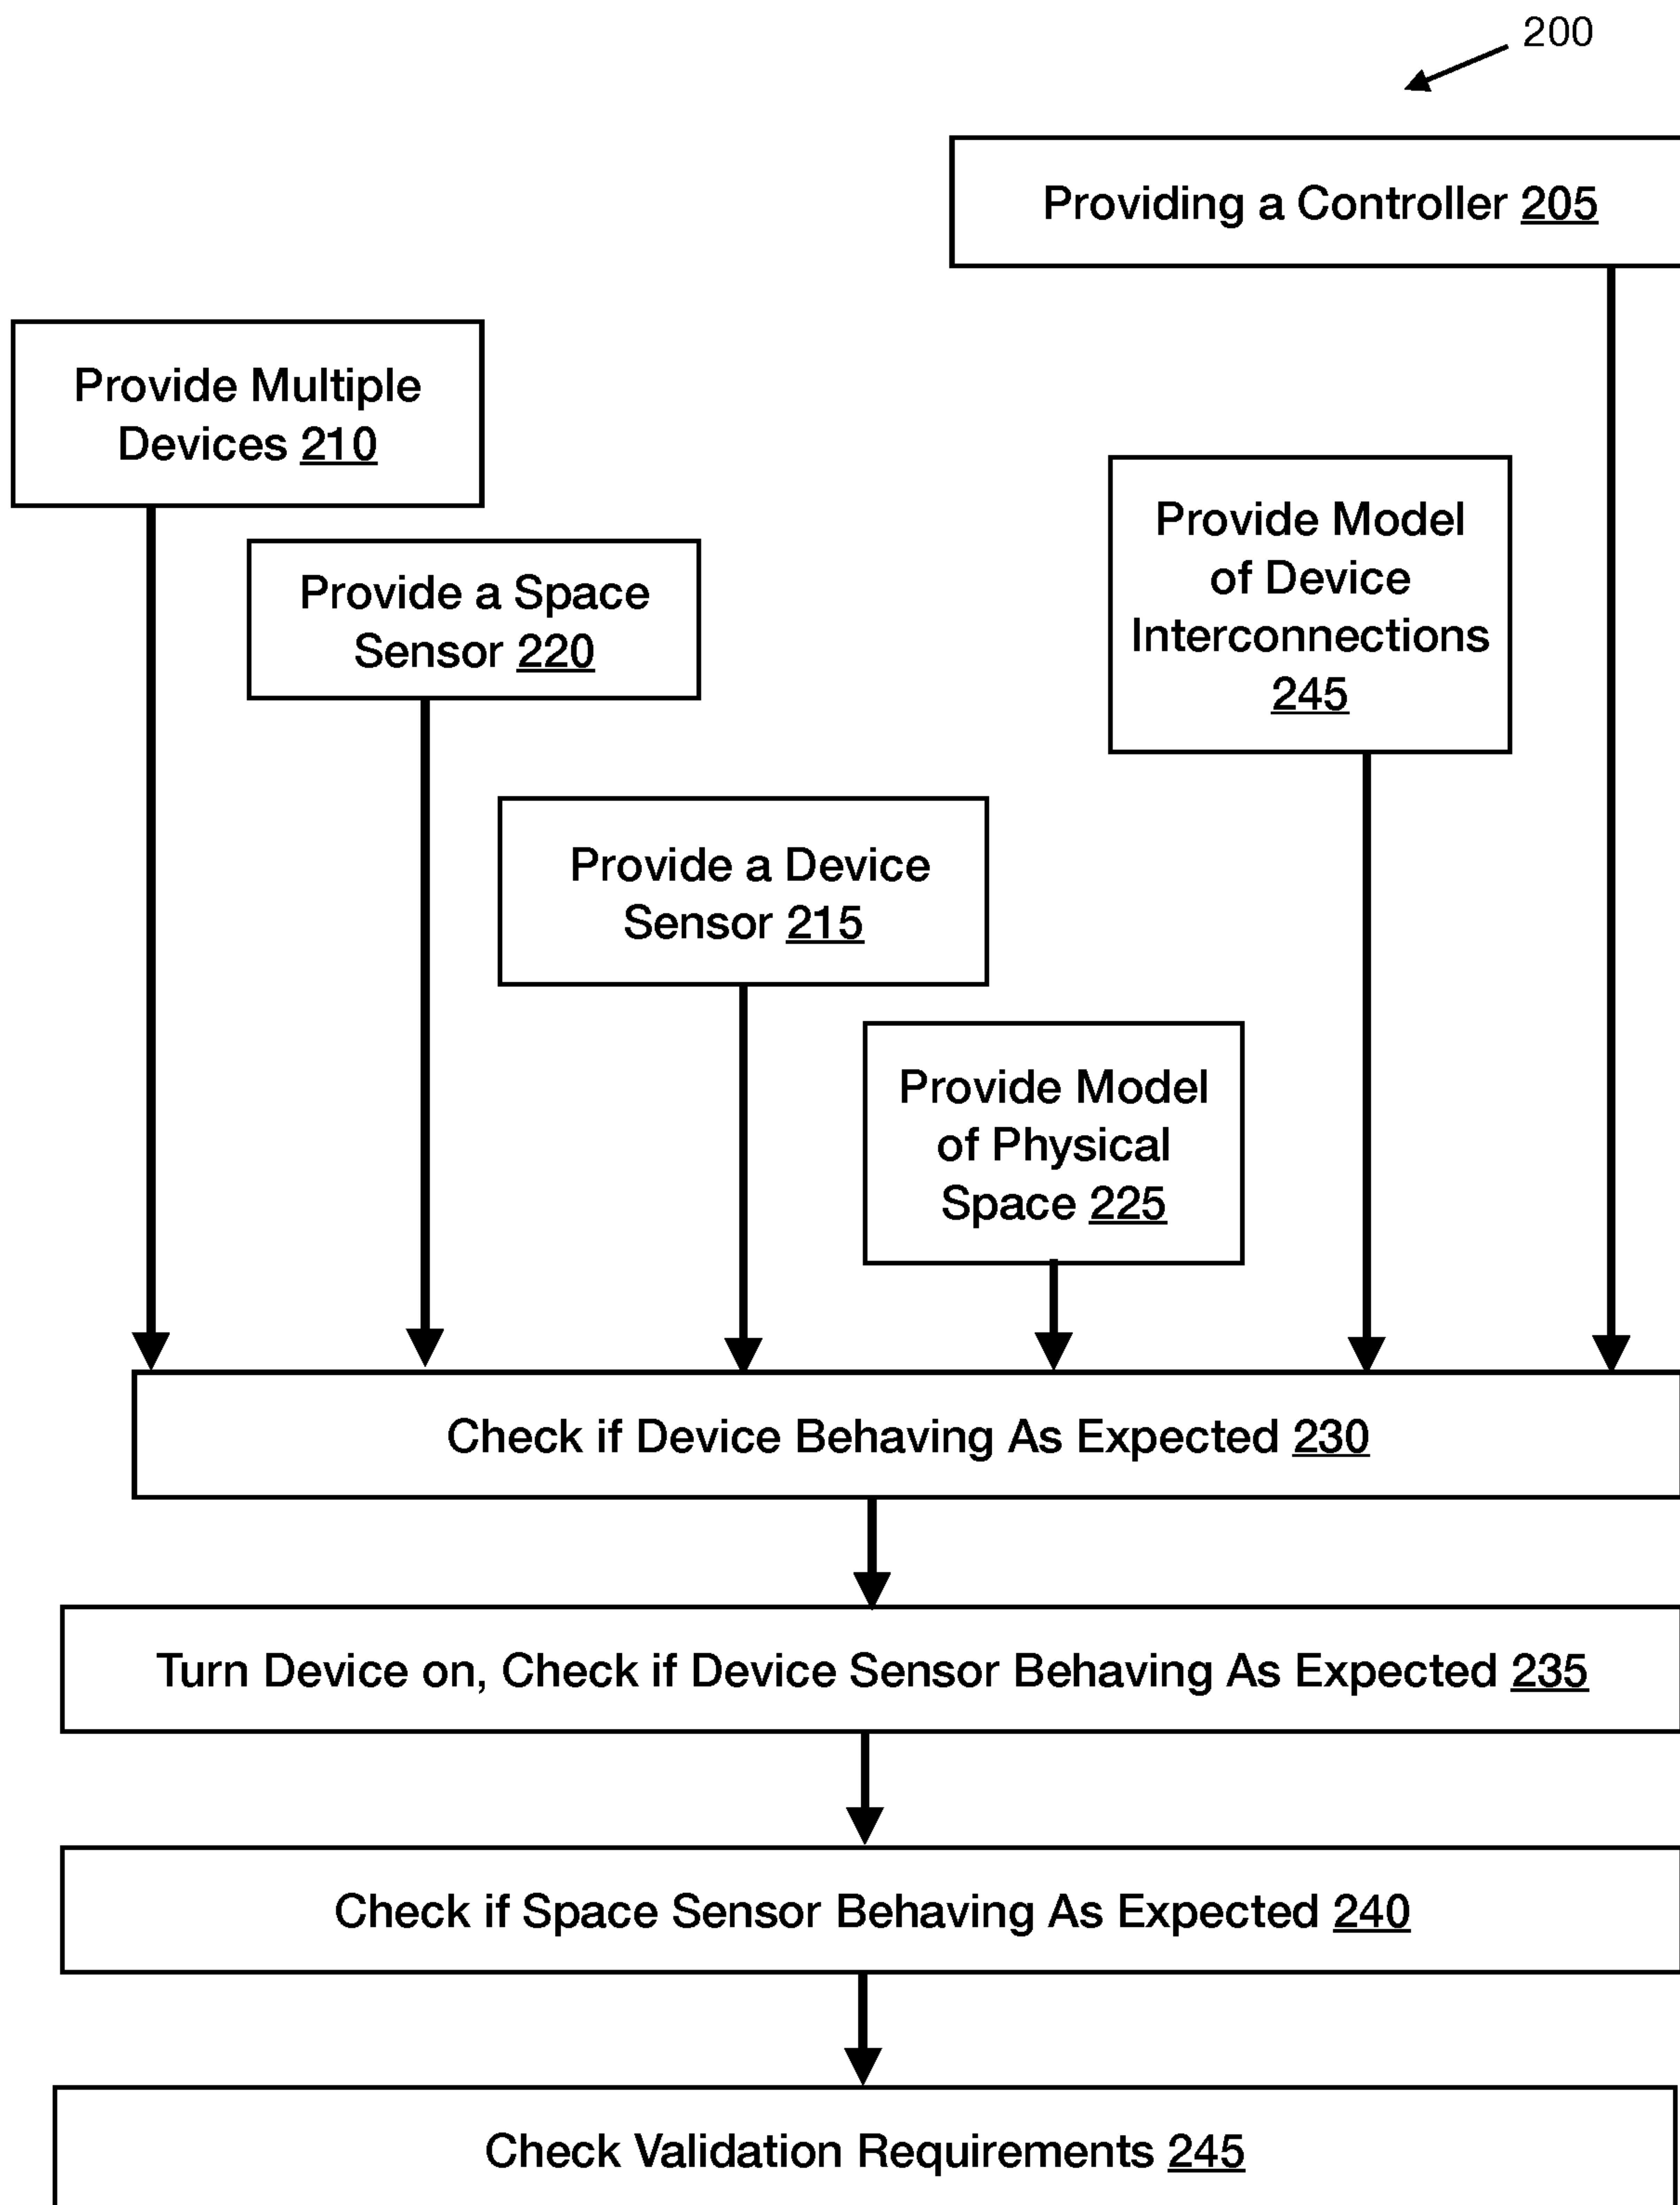 200
Providing a Controller 205
Provide Multiple
Devices 210
Provide Model
of Device
Interconnections
245
Provide a Space
Sensor 220
Provide a Device
Sensor 215
Provide Model
of Physical
Space 225
Check if Device Behaving As Expected 230
Turn Device on, Check if Device Sensor Behaving As Expected 235
Check if Space Sensor Behaving As Expected 240
Check Validation Requirements 245